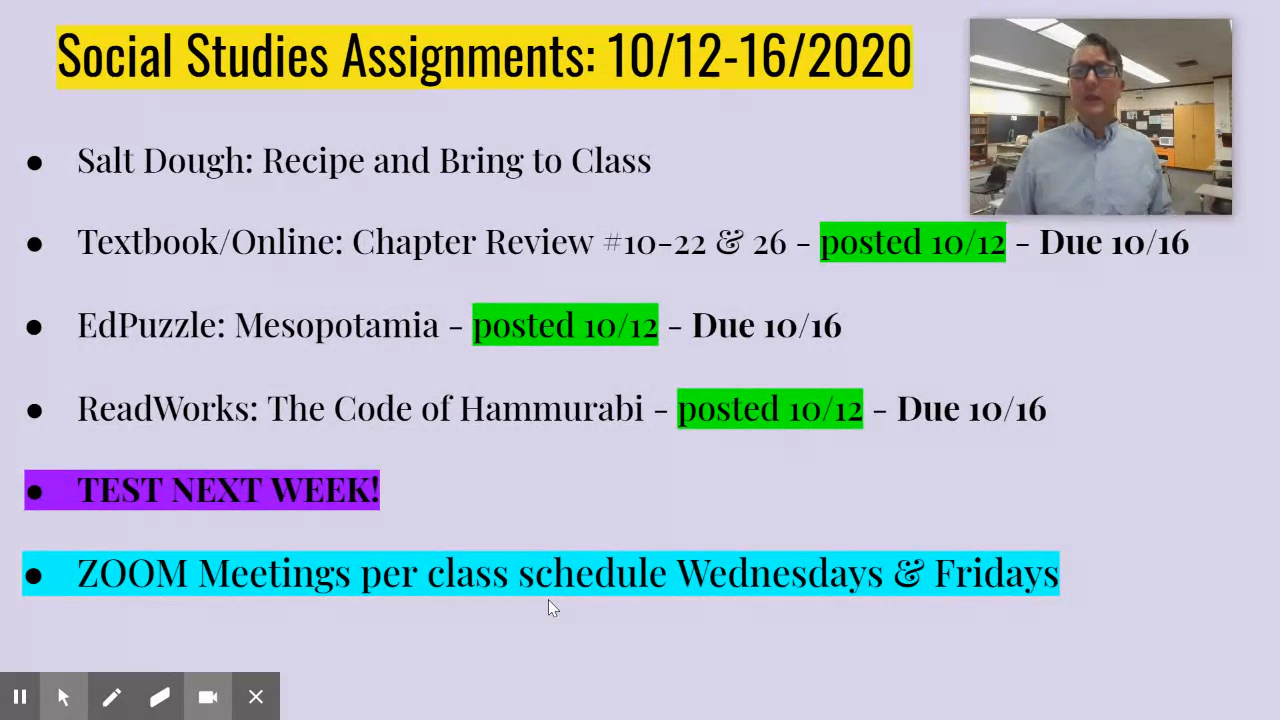 Social Studies Assignments: 10/12-16/2020
● Salt Dough: Recipe and Bring to Class
● Textbook/Online: Chapter Review #10-22 & 26 - posted 10/12 - Due 10/16
● EdPuzzle: Mesopotamia - posted 10/12 - Due 10/16
● ReadWorks: The Code of Hammurabi - posted 10/12 - Due 10/16
● TEST NEXT WEEK!
● ZOOM Meetings per class schedule Wednesdays & Fridays